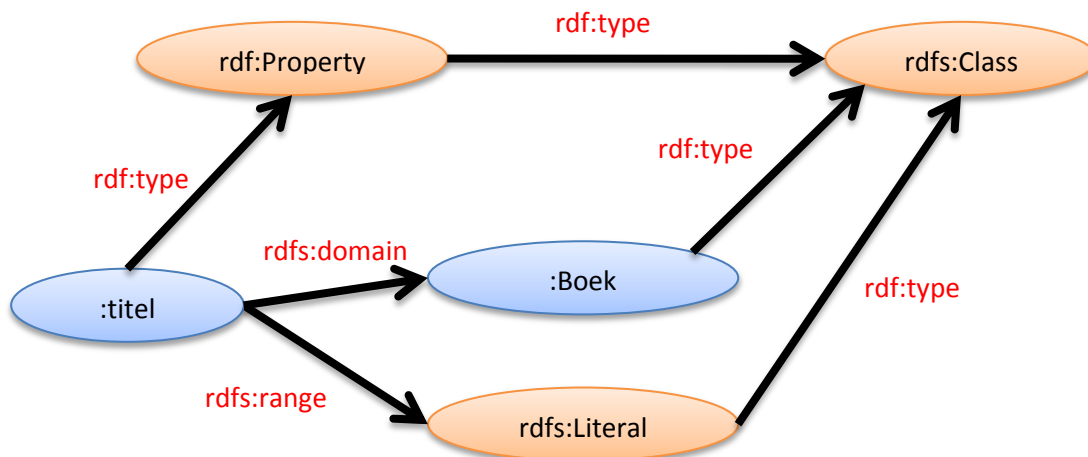 rdf:type
rdf:Property
rdfs:Class
rdf:type
rdf:type
rdfs:domain
:Boek
:titel
rdf:type
rdfs:range
rdfs:Literal